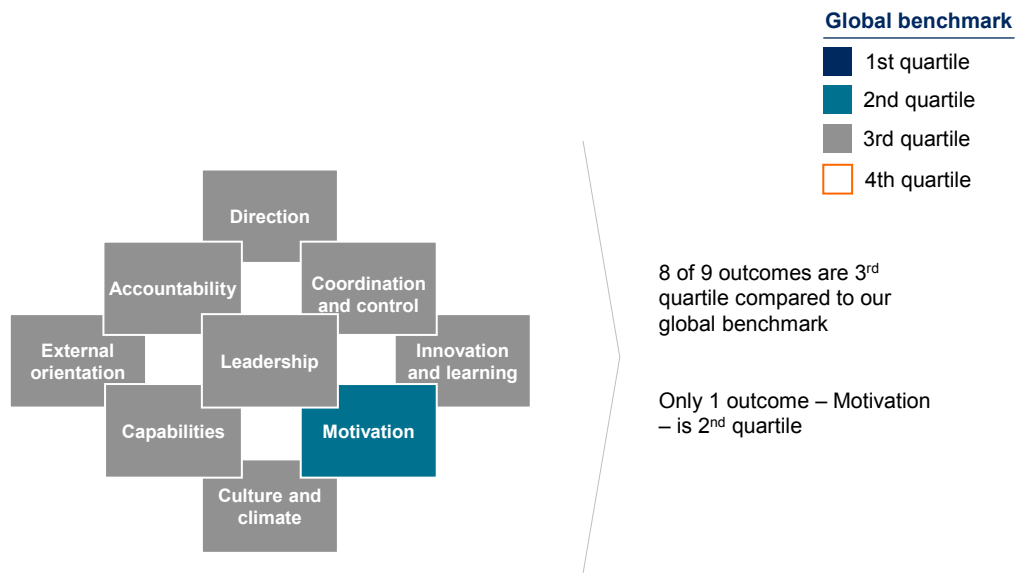 Global benchmark
1st quartile
2nd quartile
3rd quartile
4th quartile
Direction
Accountability
Coordination
and control
External
orientation
Leadership
Innovation
and learning
Capabilities
Motivation
Culture and
climate
8 of 9 outcomes are 3rd
quartile compared to our
global benchmark
Only 1 outcome – Motivation
– is 2nd quartile